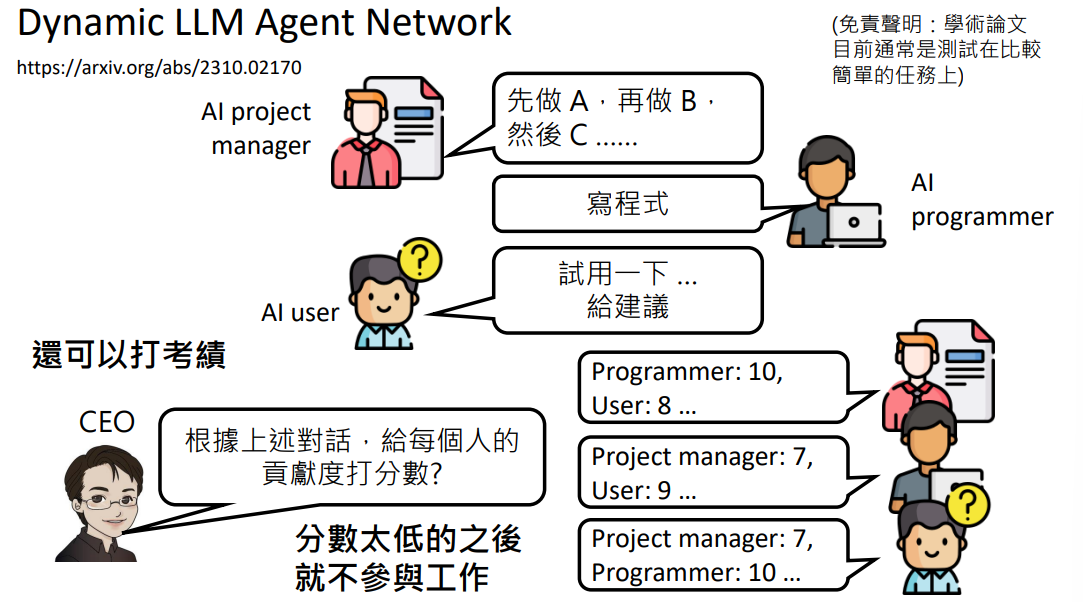 Dynamic LLM Agent Network
https://arxiv.org/abs/2310.02170
(免責聲明：學術論文
目前通常是測試在比較
簡單的任務上)
AI project
manager
先做 A，再做 B，
然後 C ......
寫程式
AI
programmer
AI user
試用一下 ...
給建議
還可以打考績
CEO
根據上述對話，給每個人的
貢獻度打分數?
分數太低的之後
就不參與工作
Programmer: 10,
User: 8 ...
Project manager: 7,
User: 9 ...
Project manager: 7,
Programmer: 10 ...